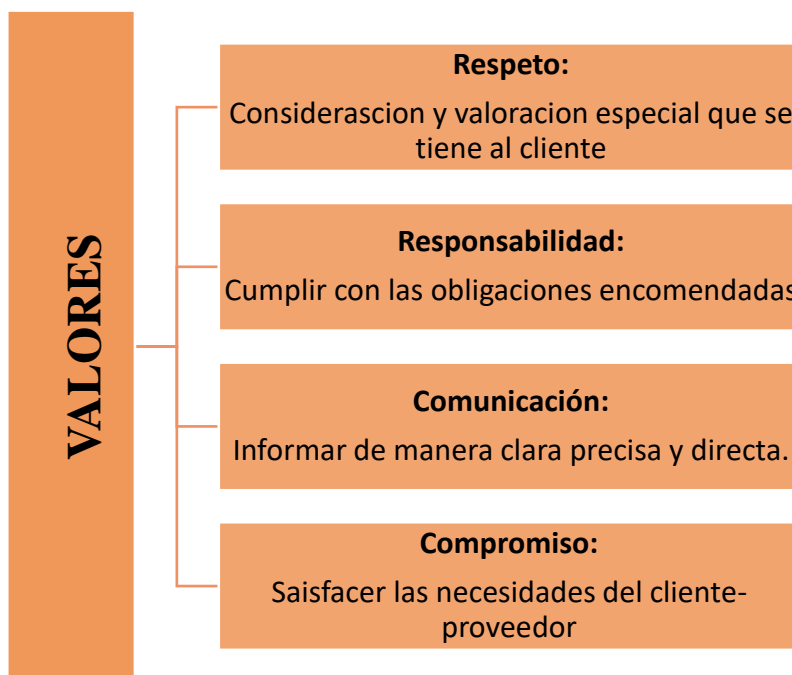 VALORES
Respeto:
Considerascion y valoracion especial que se
tiene al cliente
Responsabilidad:
Cumplir con las obligaciones encomendadas
Comunicación:
Informar de manera clara precisa y directa.
Compromiso:
Saisfacer las necesidades del cliente-
proveedor